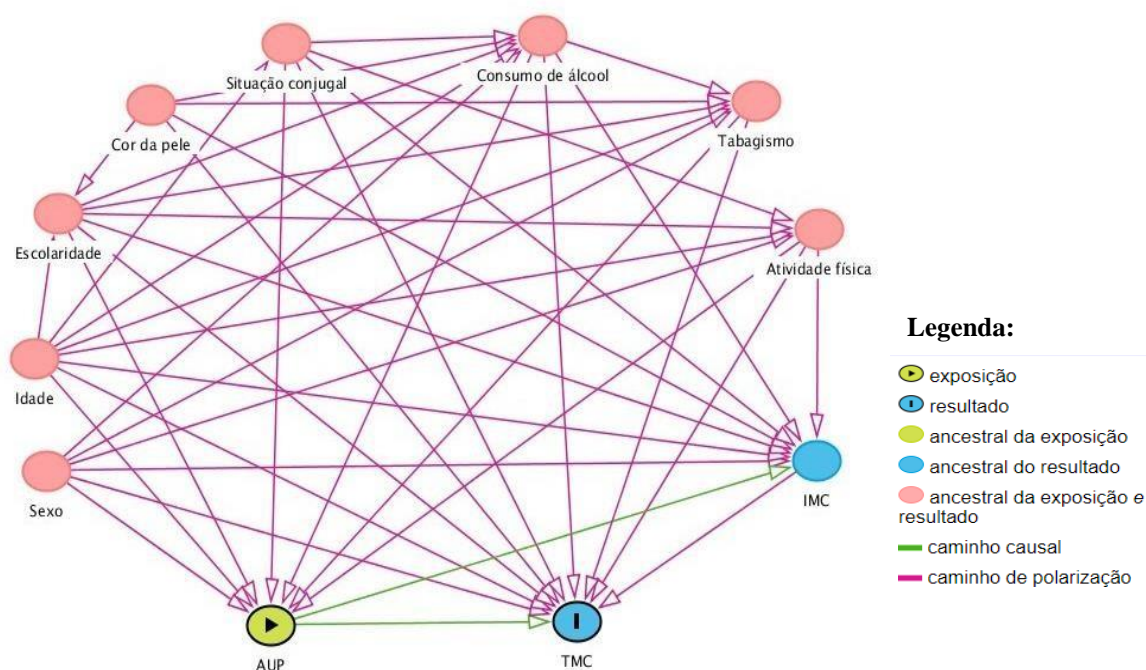 Situação conjugal
Consumo de álcool
Cor da pele
Tabagismo
Escolaridade
Atividade física
Idade
Sexo
IMC
AUP
TMC
Legenda:
exposição
resultado
ancestral da exposição
ancestral do resultado
ancestral da exposição e
resultado
caminho causal
caminho de polarização